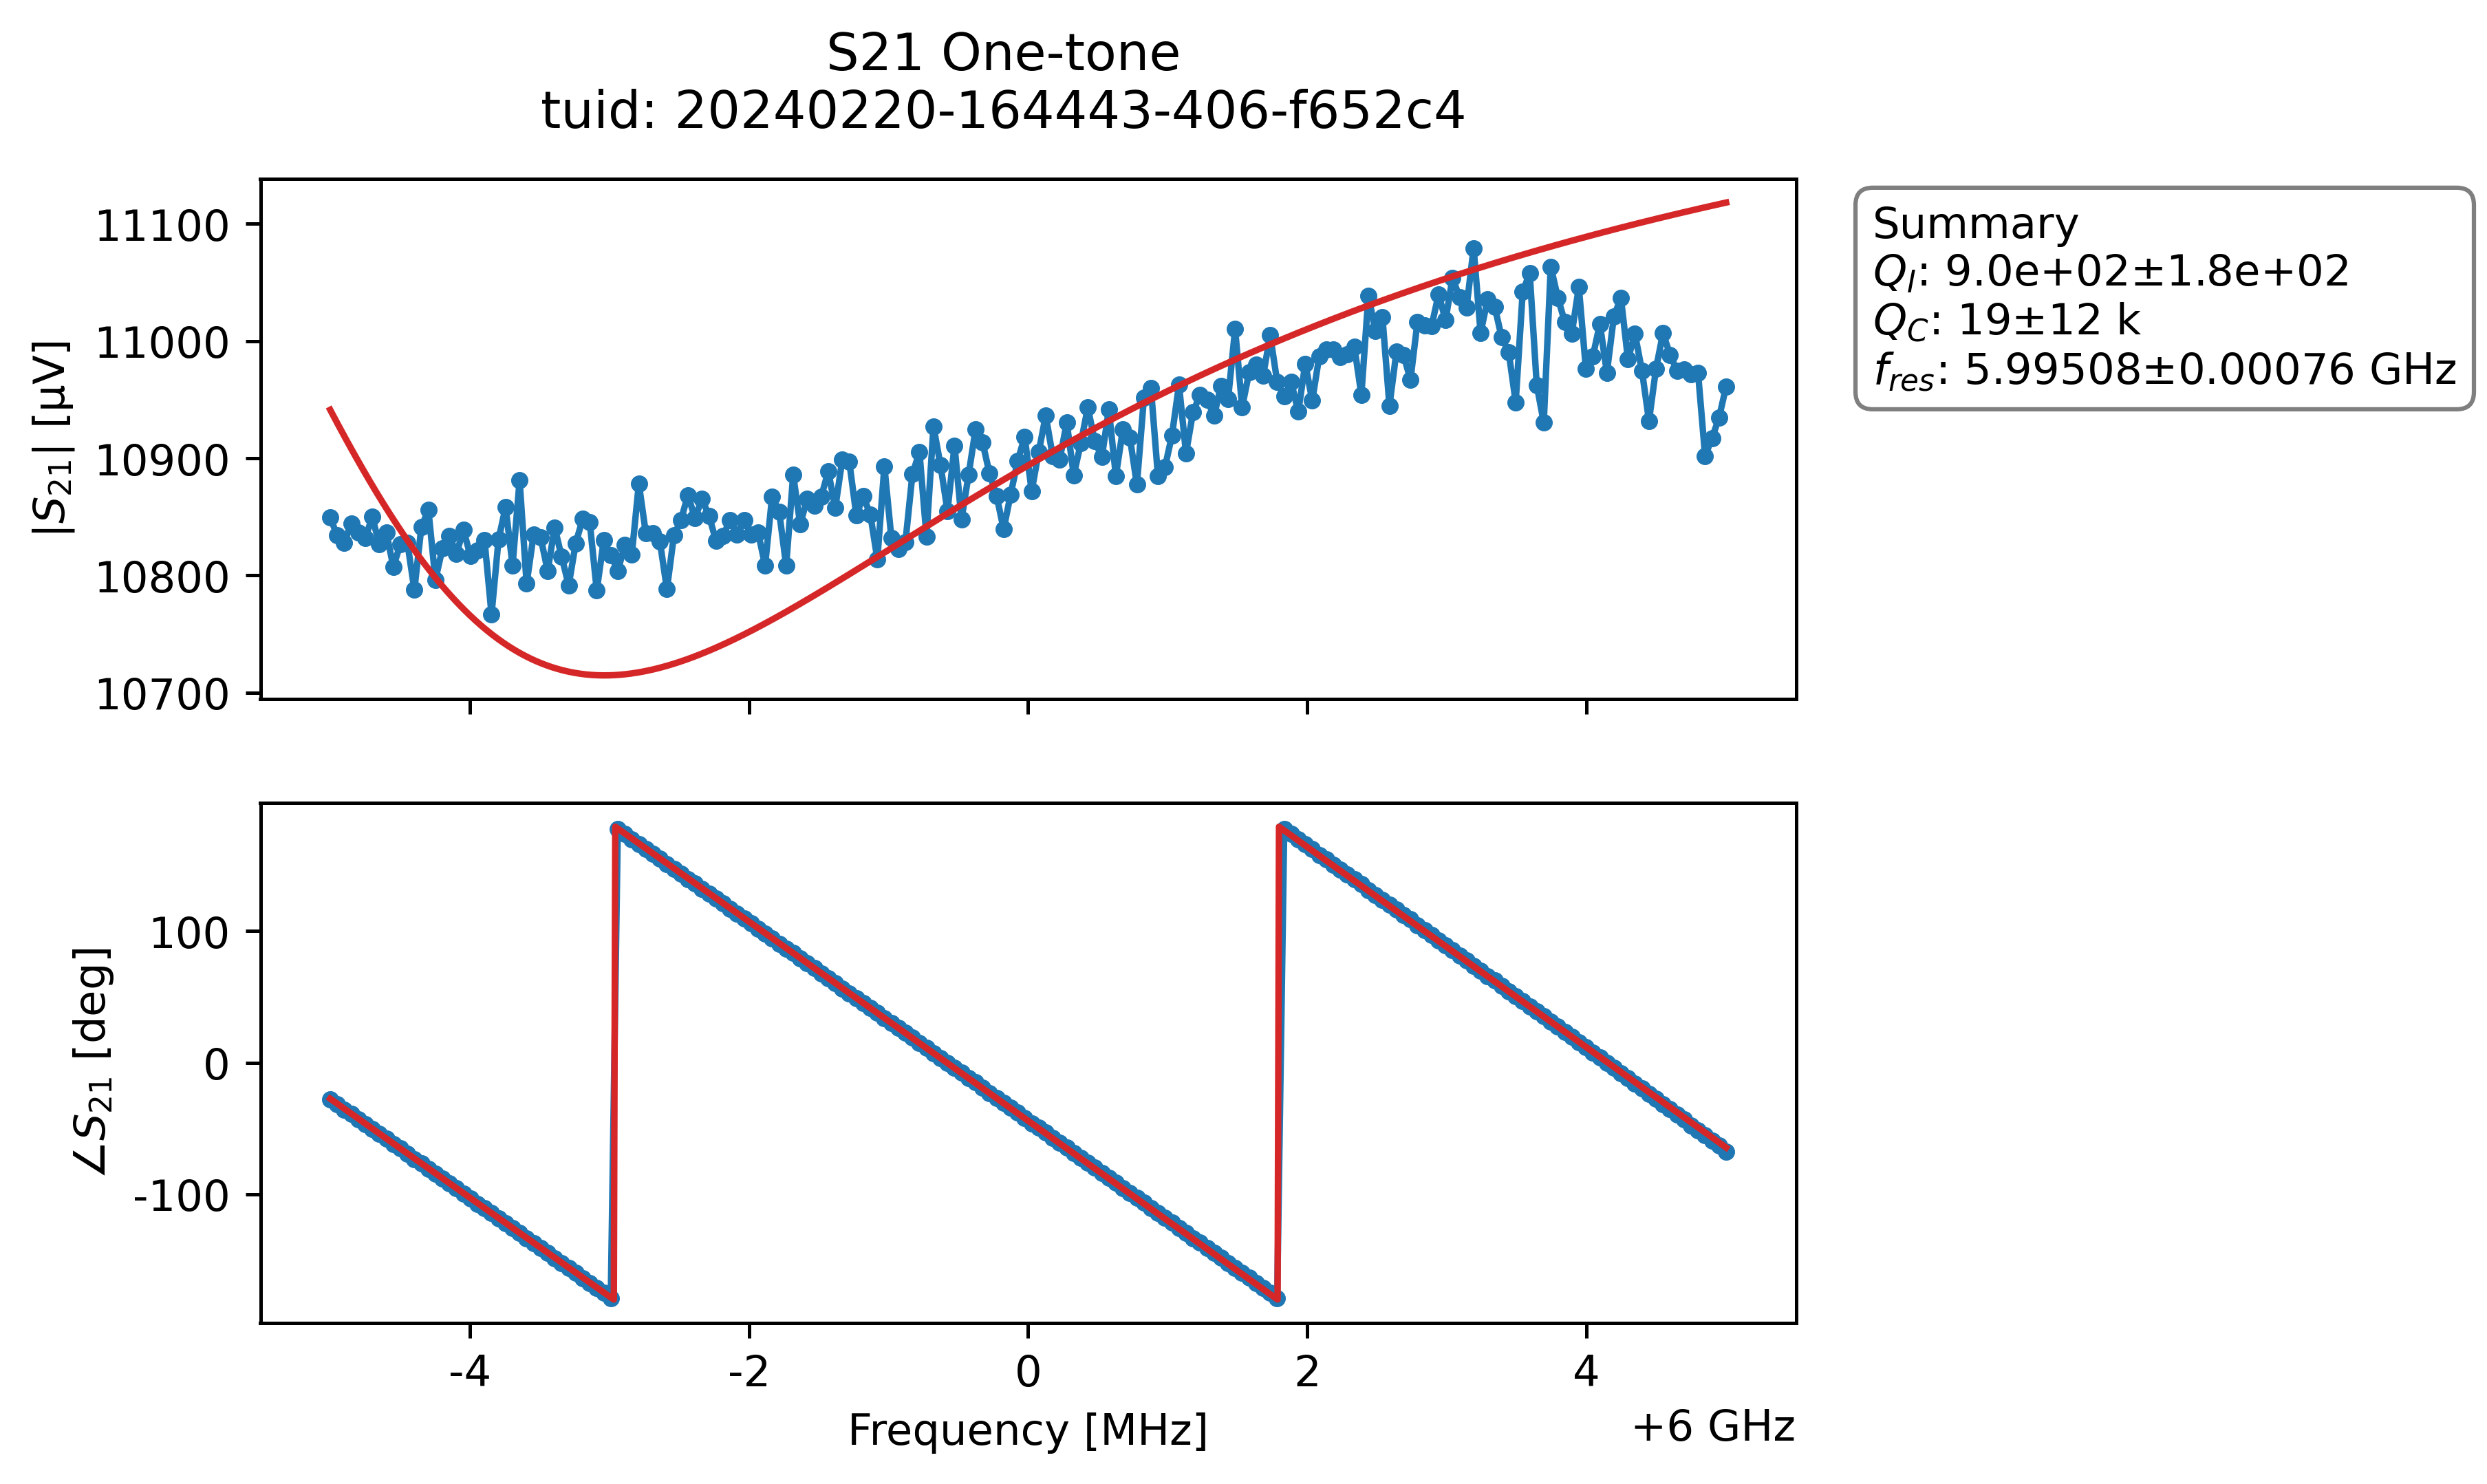 S21 One-tone
tuid: 20240220-164443-406-f652c4
11100
11000
10900
10800
10700
|S₂₁| [µV]
Summary
Qₗ: 9.0e+02±1.8e+02
Q_C: 19±12 k
f_res: 5.99508±0.00076 GHz
100
0
-100
∠S₂₁ [deg]
-4 -2 0 2 4
Frequency [MHz]
+6 GHz